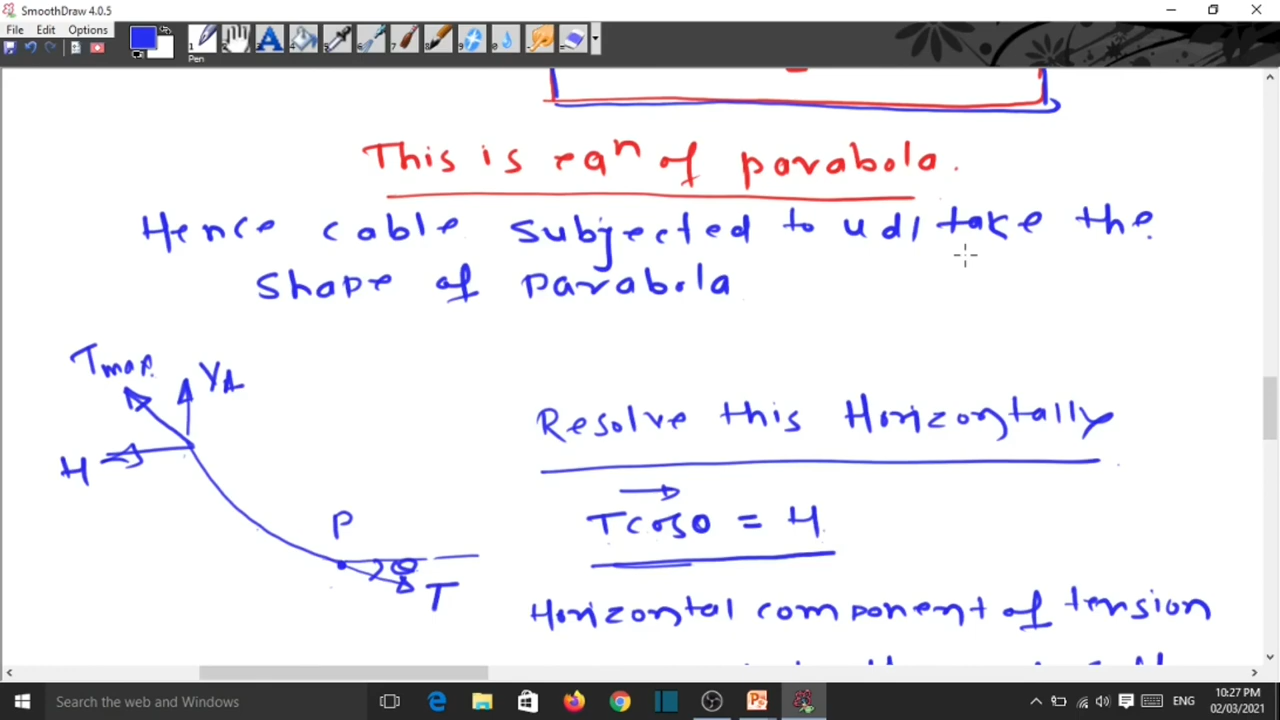 SmoothDraw 4.0.5
File Edit Options
Pen
This is eqn of parabola.
Hence cable subjected to udl take the
shape of parabola
Tmax.
VA
H
P
θ
T
Resolve this Horizontally
Tcosθ = H
Horizontal component of tension
Search the web and Windows
ENG
10:27 PM
02/03/2021